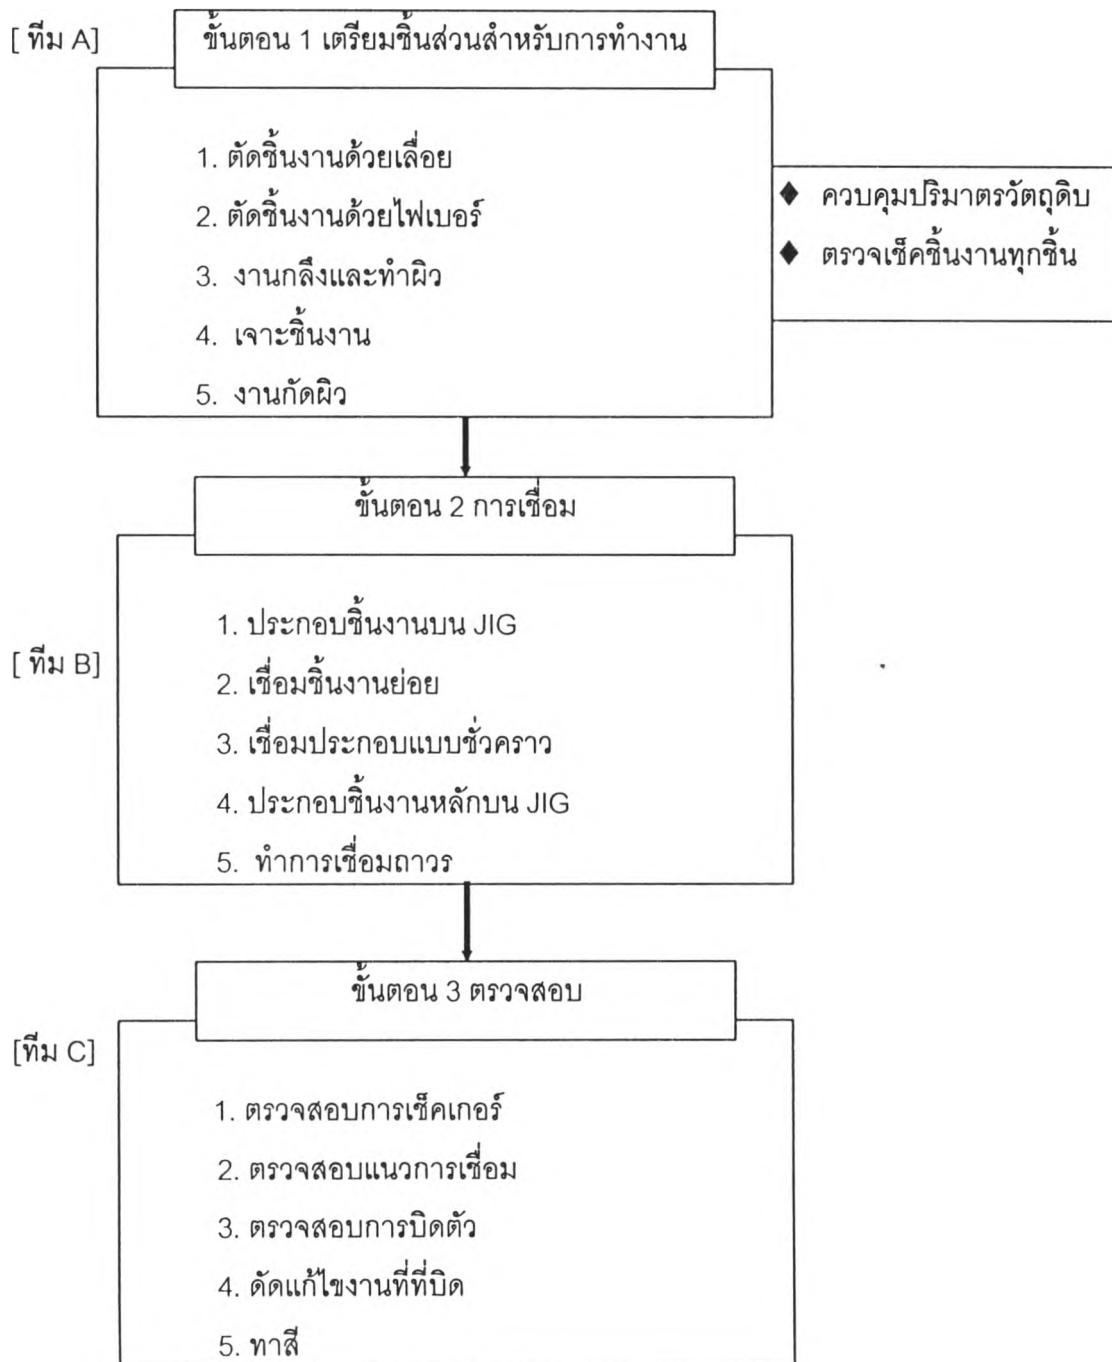 [ ทีม A]
ขั้นตอน 1 เตรียมชิ้นส่วนสำหรับการทำงาน
1. ตัดชิ้นงานด้วยเลื่อย
2. ตัดชิ้นงานด้วยไฟเบอร์
3. งานกลึงและทำผิว
4. เจาะชิ้นงาน
5. งานกัดผิว
♦ ควบคุมปริมาตรวัตถุดิบ
♦ ตรวจเช็คชิ้นงานทุกชิ้น
ขั้นตอน 2 การเชื่อม
[ ทีม B]
1. ประกอบชิ้นงานบน JIG
2. เชื่อมชิ้นงานย่อย
3. เชื่อมประกอบแบบชั่วคราว
4. ประกอบชิ้นงานหลักบน JIG
5. ทำการเชื่อมถาวร
ขั้นตอน 3 ตรวจสอบ
[ทีม C]
1. ตรวจสอบการเช็คเกอร์
2. ตรวจสอบแนวการเชื่อม
3. ตรวจสอบการบิดตัว
4. ดัดแก้ไขงานที่ที่บิด
5. ทาสี